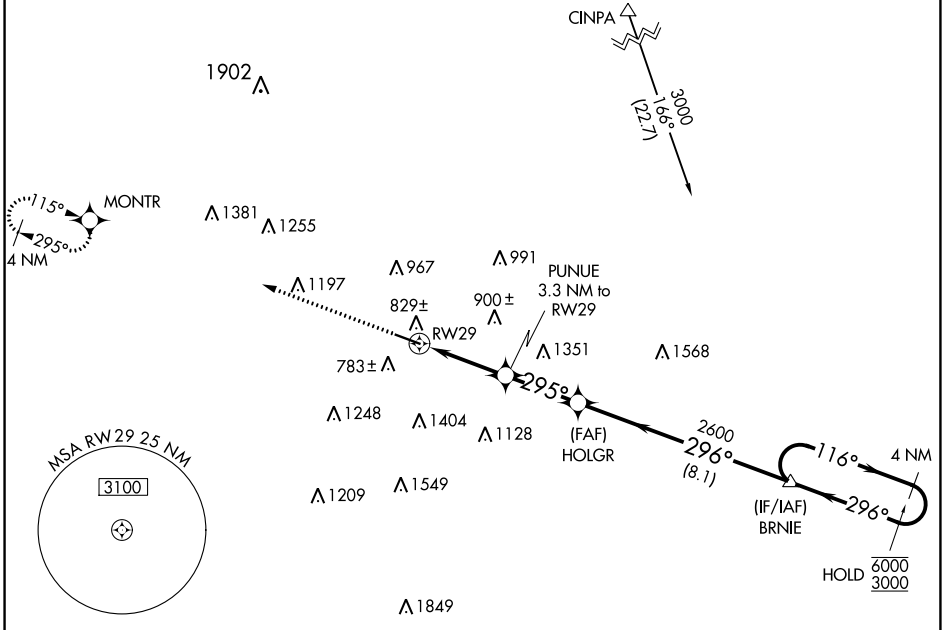 CINPA
3000
166°
(22.7)
1902
115°
MONTR
295°
4 NM
1381
1255
991
967
PUNUE
3.3 NM to
RW29
1197
829±
900±
RW29
1351
1568
783±
295°
1248
1404
1128
(FAF)
HOLGR
2600
296°
(8.1)
116°
4 NM
MSA RW29 25 NM
3100
1209
1549
(IF/IAF)
BRNIE
296°
HOLD
6000
3000
1849